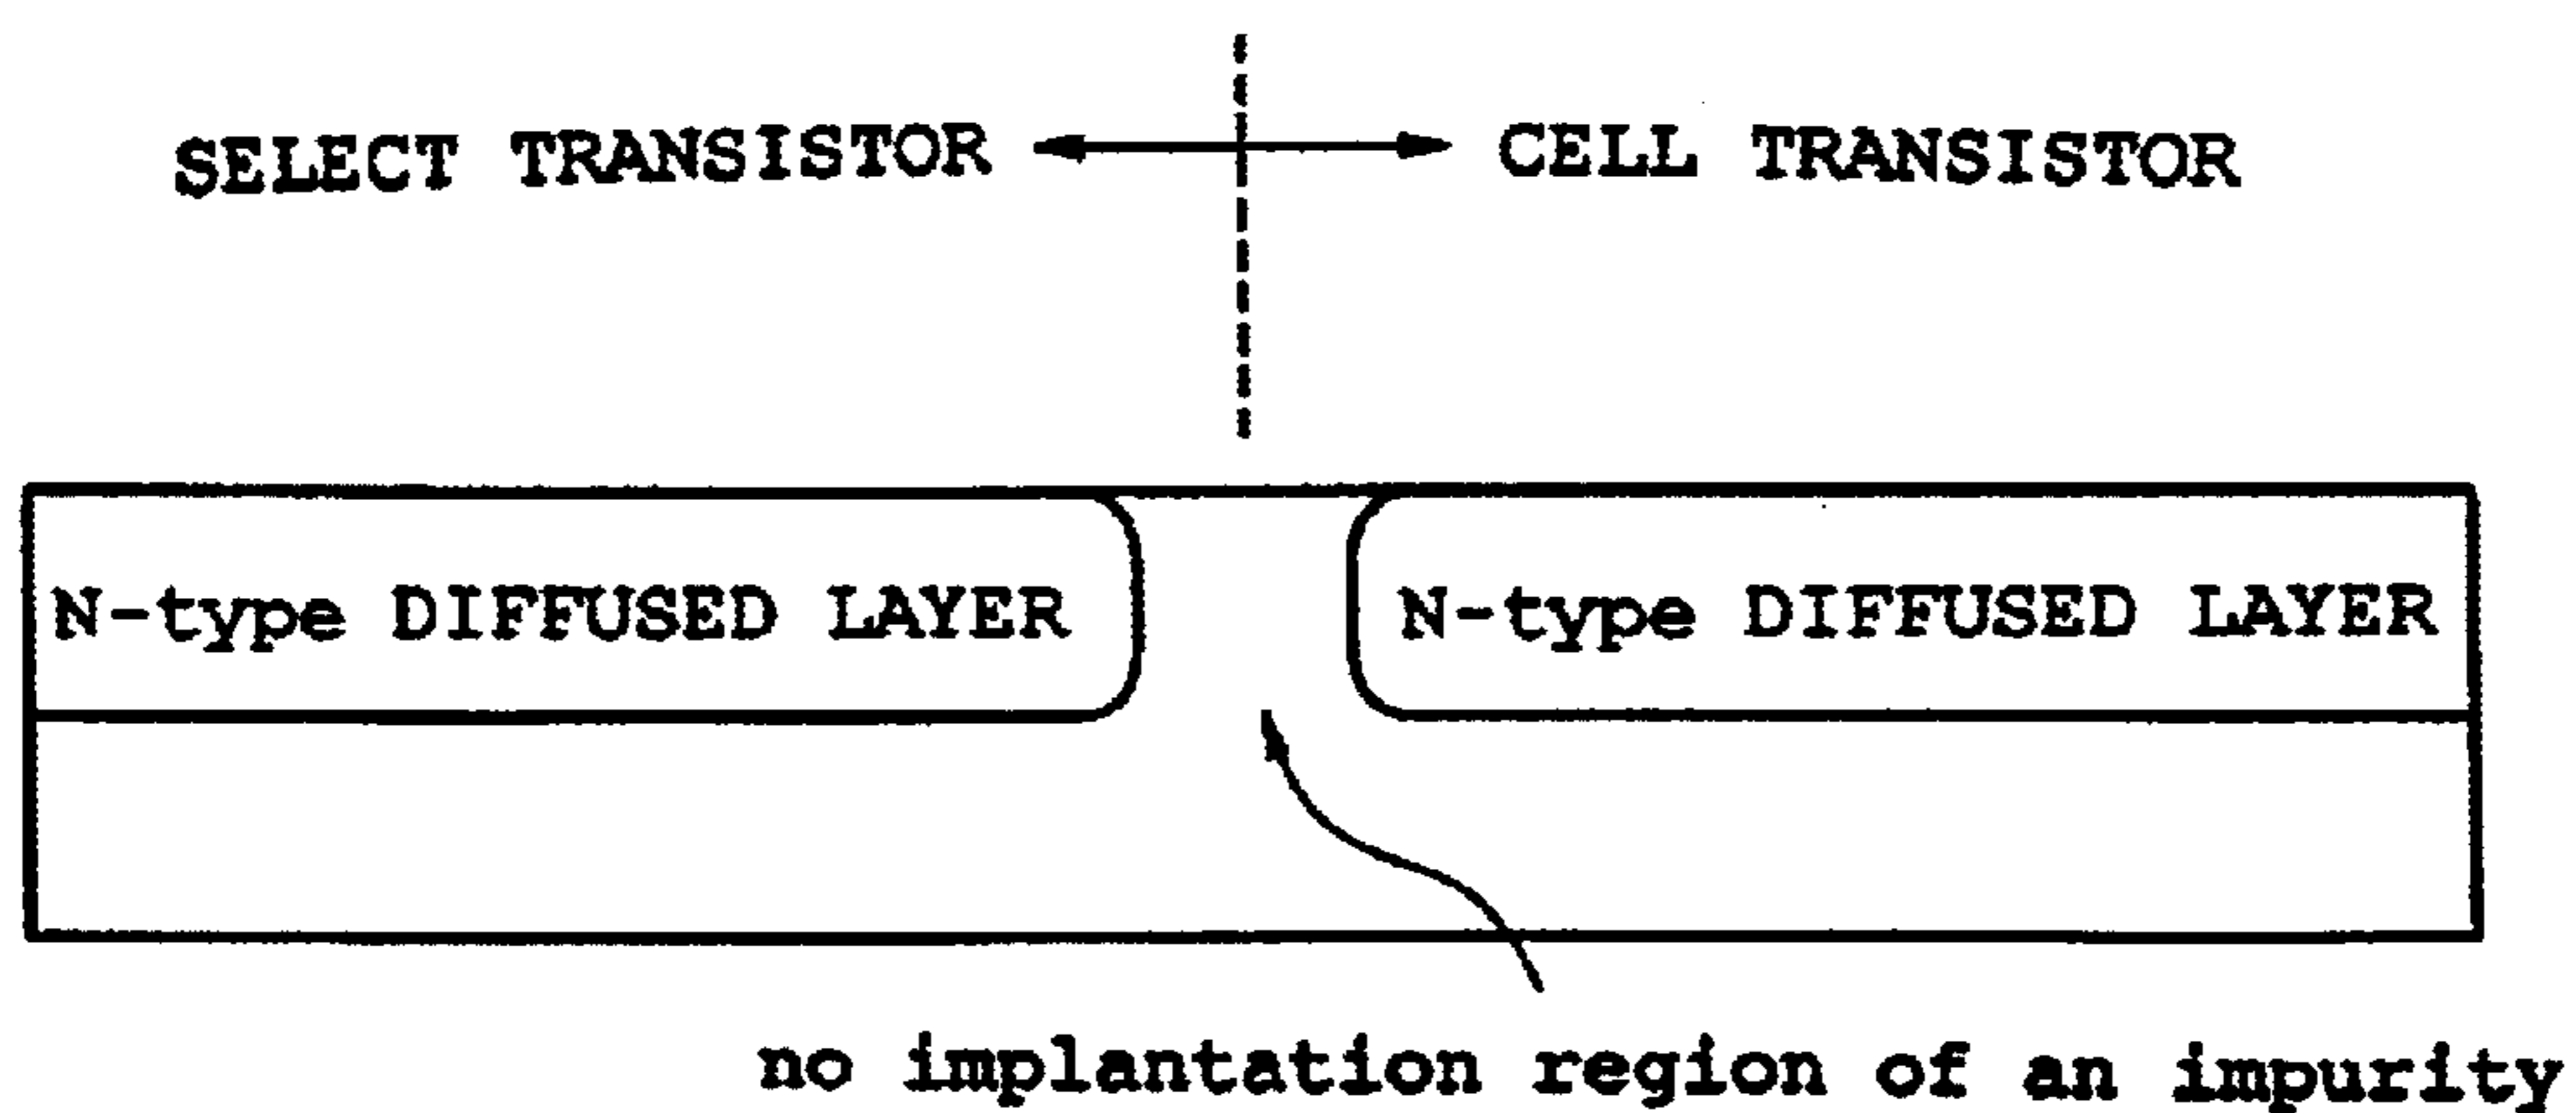 SELECT TRANSISTOR
CELL TRANSISTOR
N-type DIFFUSED LAYER
N-type DIFFUSED LAYER
no implantation region of an impurity